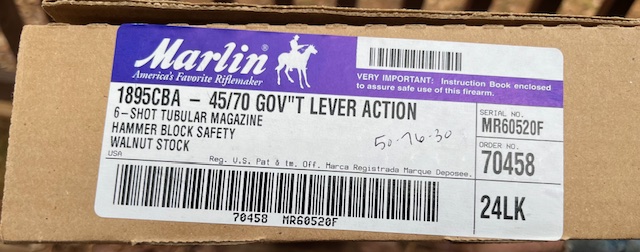 Marlin®
America's Favorite Riflemaker
VERY IMPORTANT: Instruction Book enclosed
to assure safe use of this firearm.
1895CBA - 45/70 GOV"T LEVER ACTION
6-SHOT TUBULAR MAGAZINE
HAMMER BLOCK SAFETY
WALNUT STOCK
USA
50-76-30
Reg. U.S. Pat & tm. Off. Marca Registrada Marque Deposee.
SERIAL NO.
MR60520F
ORDER NO.
70458
24LK
70458 MR60520F